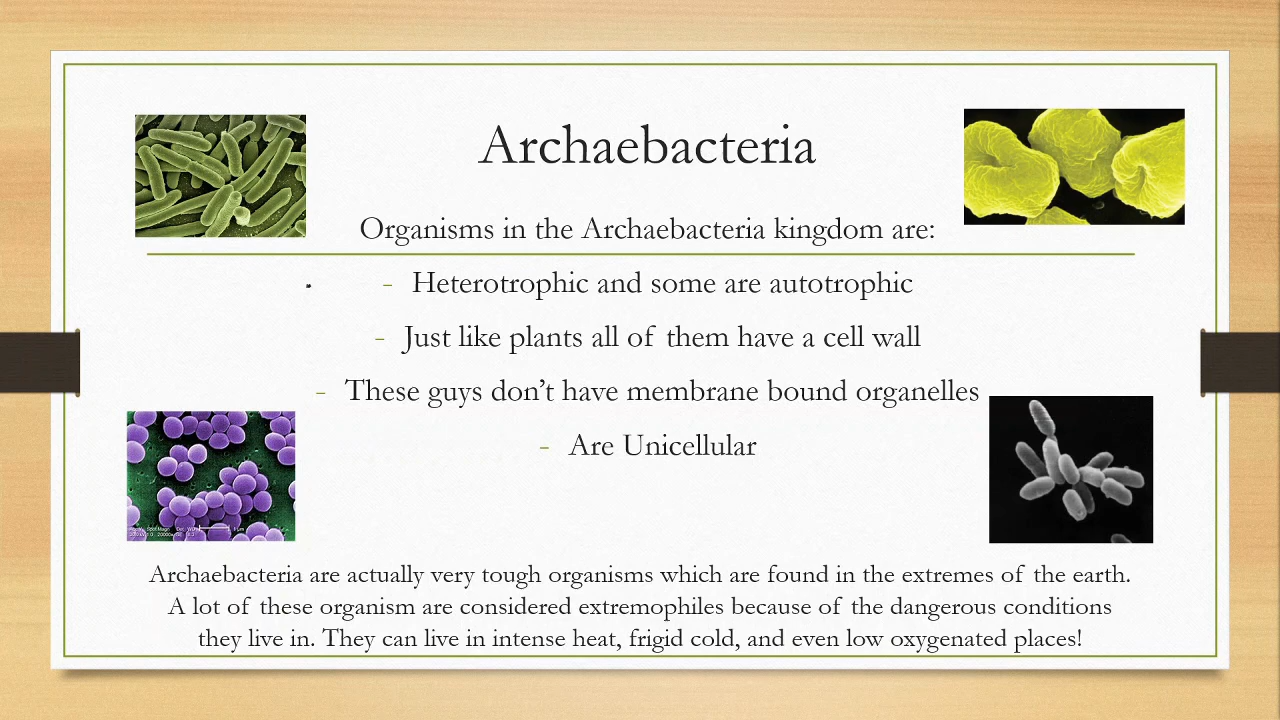 Archaebacteria
Organisms in the Archaebacteria kingdom are:
- Heterotrophic and some are autotrophic
- Just like plants all of them have a cell wall
- These guys don’t have membrane bound organelles
- Are Unicellular
Archaebacteria are actually very tough organisms which are found in the extremes of the earth.
A lot of these organism are considered extremophiles because of the dangerous conditions
they live in. They can live in intense heat, frigid cold, and even low oxygenated places!